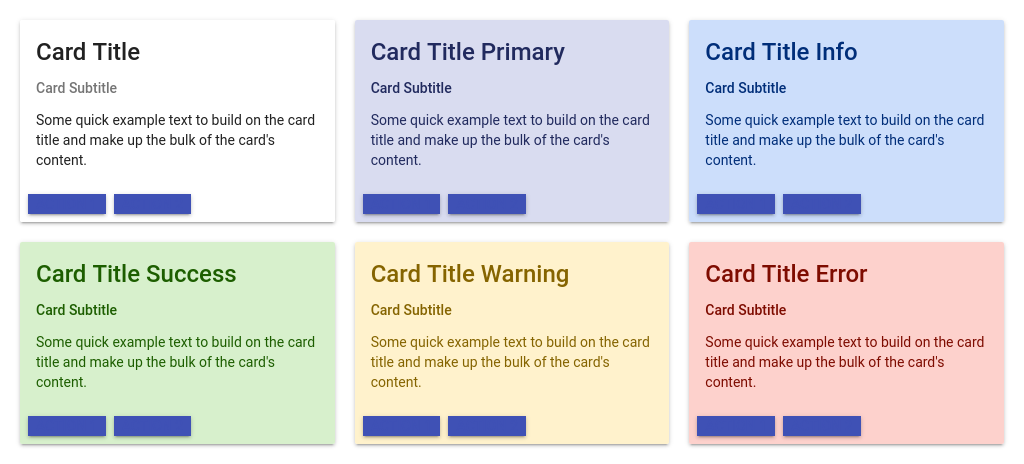 Card Title
Card Subtitle
Some quick example text to build on the card
title and make up the bulk of the card's
content.
Card Title Primary
Card Subtitle
Some quick example text to build on the card
title and make up the bulk of the card's
content.
Card Title Info
Card Subtitle
Some quick example text to build on the card
title and make up the bulk of the card's
content.
Card Title Success
Card Subtitle
Some quick example text to build on the card
title and make up the bulk of the card's
content.
Card Title Warning
Card Subtitle
Some quick example text to build on the card
title and make up the bulk of the card's
content.
Card Title Error
Card Subtitle
Some quick example text to build on the card
title and make up the bulk of the card's
content.